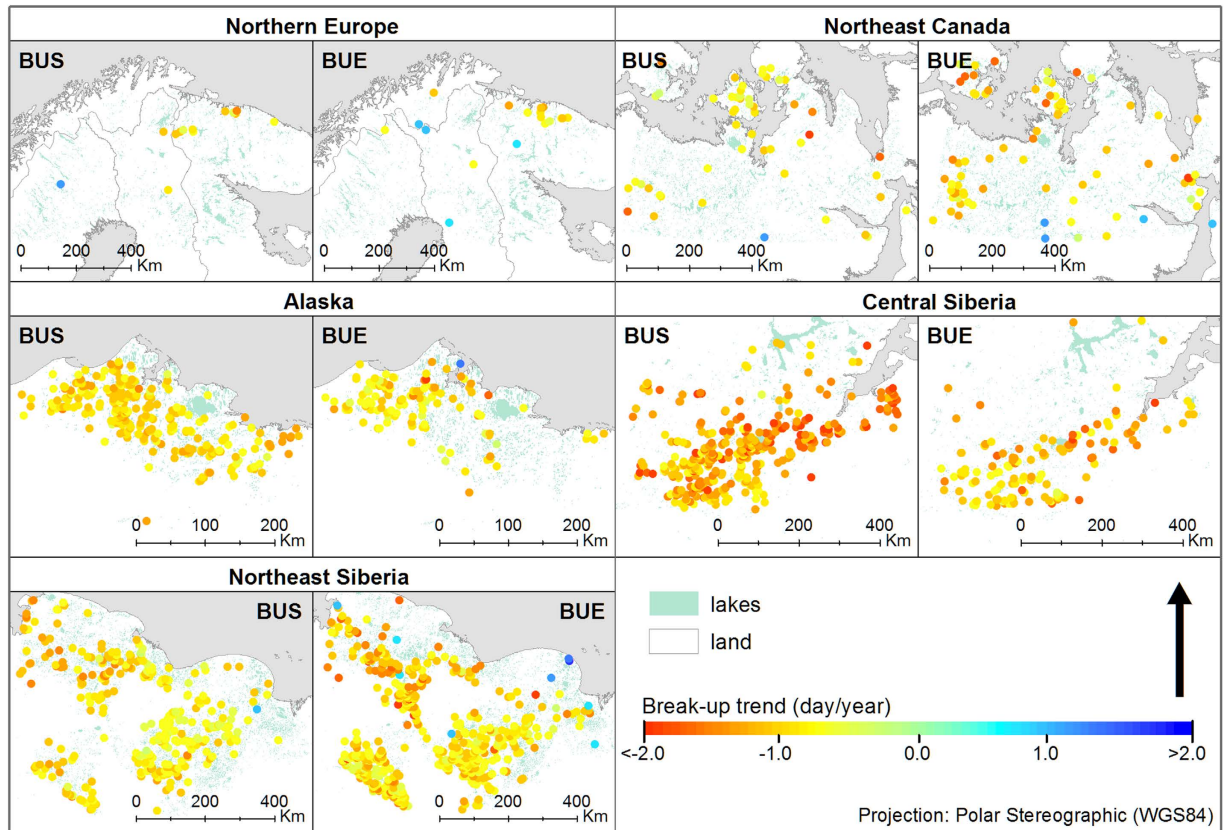 Northern Europe
Northeast Canada
BUS
BUE
BUS
BUE
0 200 400
Km
0 200 400
Km
0 200 400
Km
0 200 400
Km
Alaska
Central Siberia
BUS
BUE
BUS
BUE
0 100 200
Km
0 100 200
Km
0 200 400
Km
0 200 400
Km
Northeast Siberia
BUS
BUE
0 200 400
Km
0 200 400
Km
lakes
land
Break-up trend (day/year)
<-2.0 -1.0 0.0 1.0 >2.0
Projection: Polar Stereographic (WGS84)